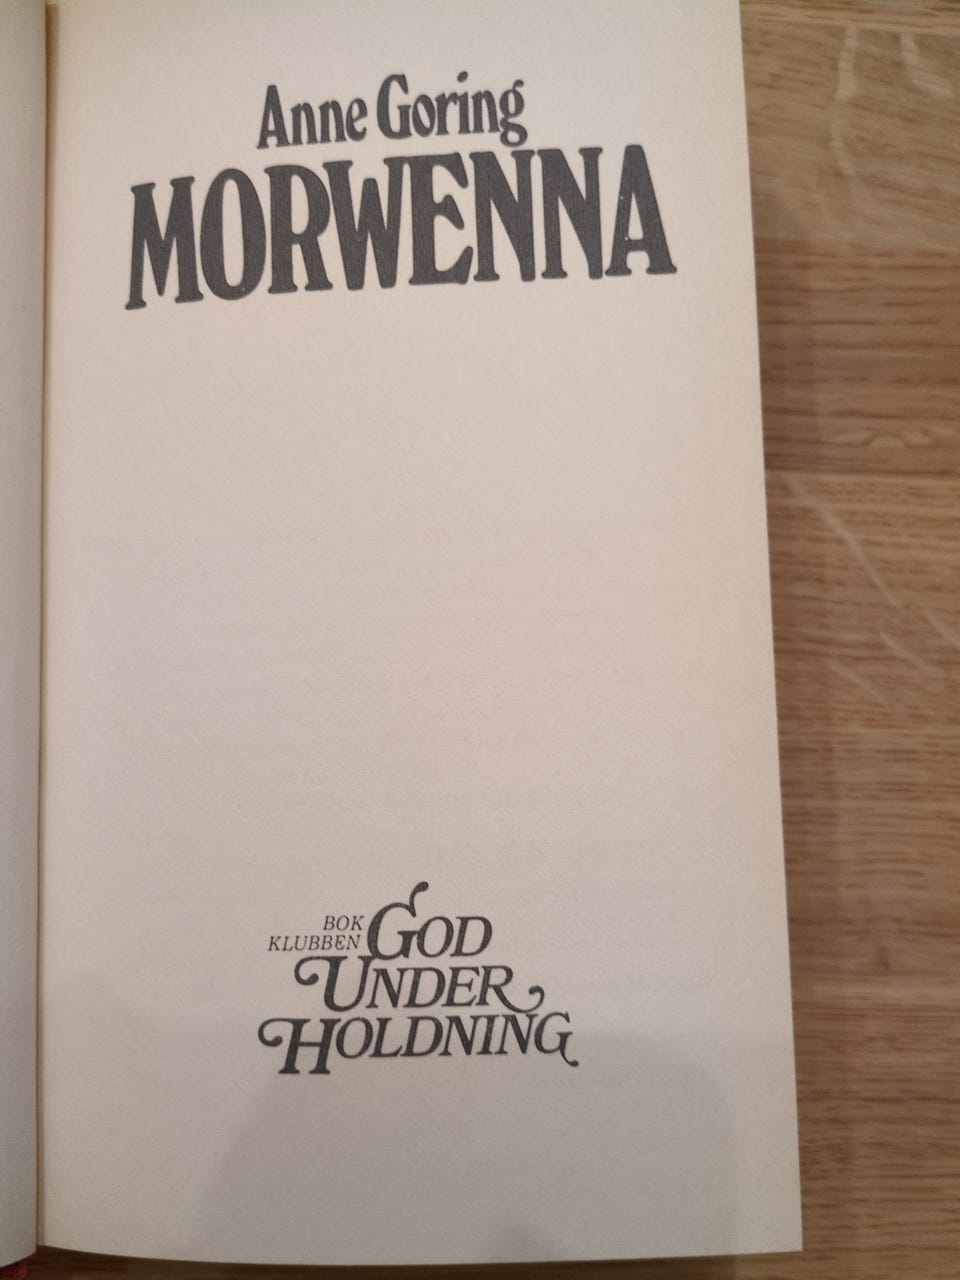 Anne Goring
MORWENNA
BOK
KLUBBEN GOD
UNDER
HOLDNING